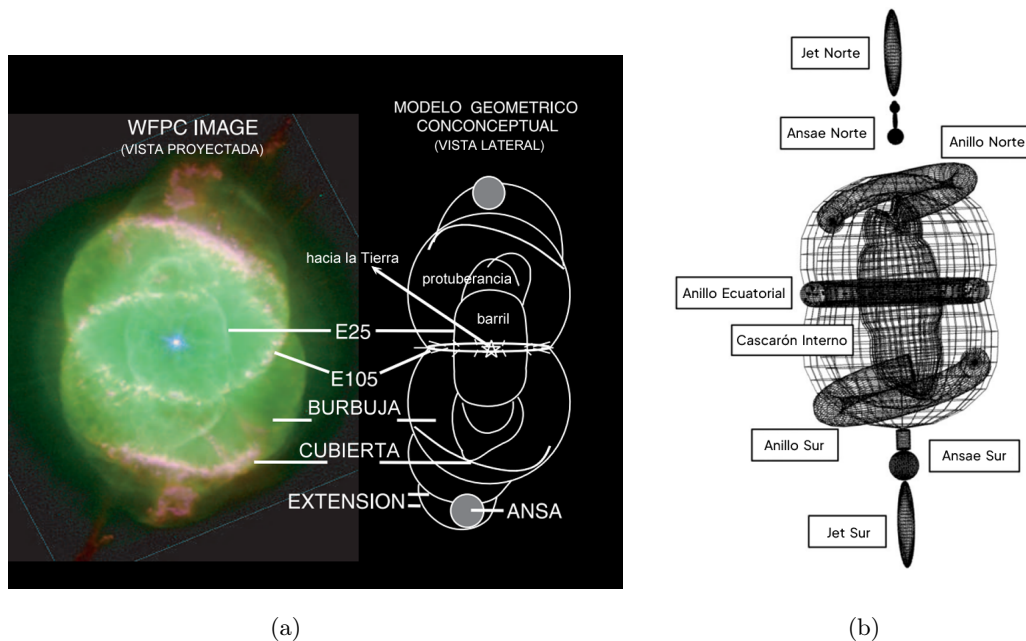 WFPC IMAGE
(VISTA PROYECTADA)
MODELO GEOMETRICO
CONCONCEPTUAL
(VISTA LATERAL)
hacia la Tierra
protuberancia
barril
E25
E105
BURBUJA
CUBIERTA
EXTENSION
ANSA
(a)
Jet Norte
Ansae Norte
Anillo Norte
Anillo Ecuatorial
Cascarón Interno
Anillo Sur
Ansae Sur
Jet Sur
(b)